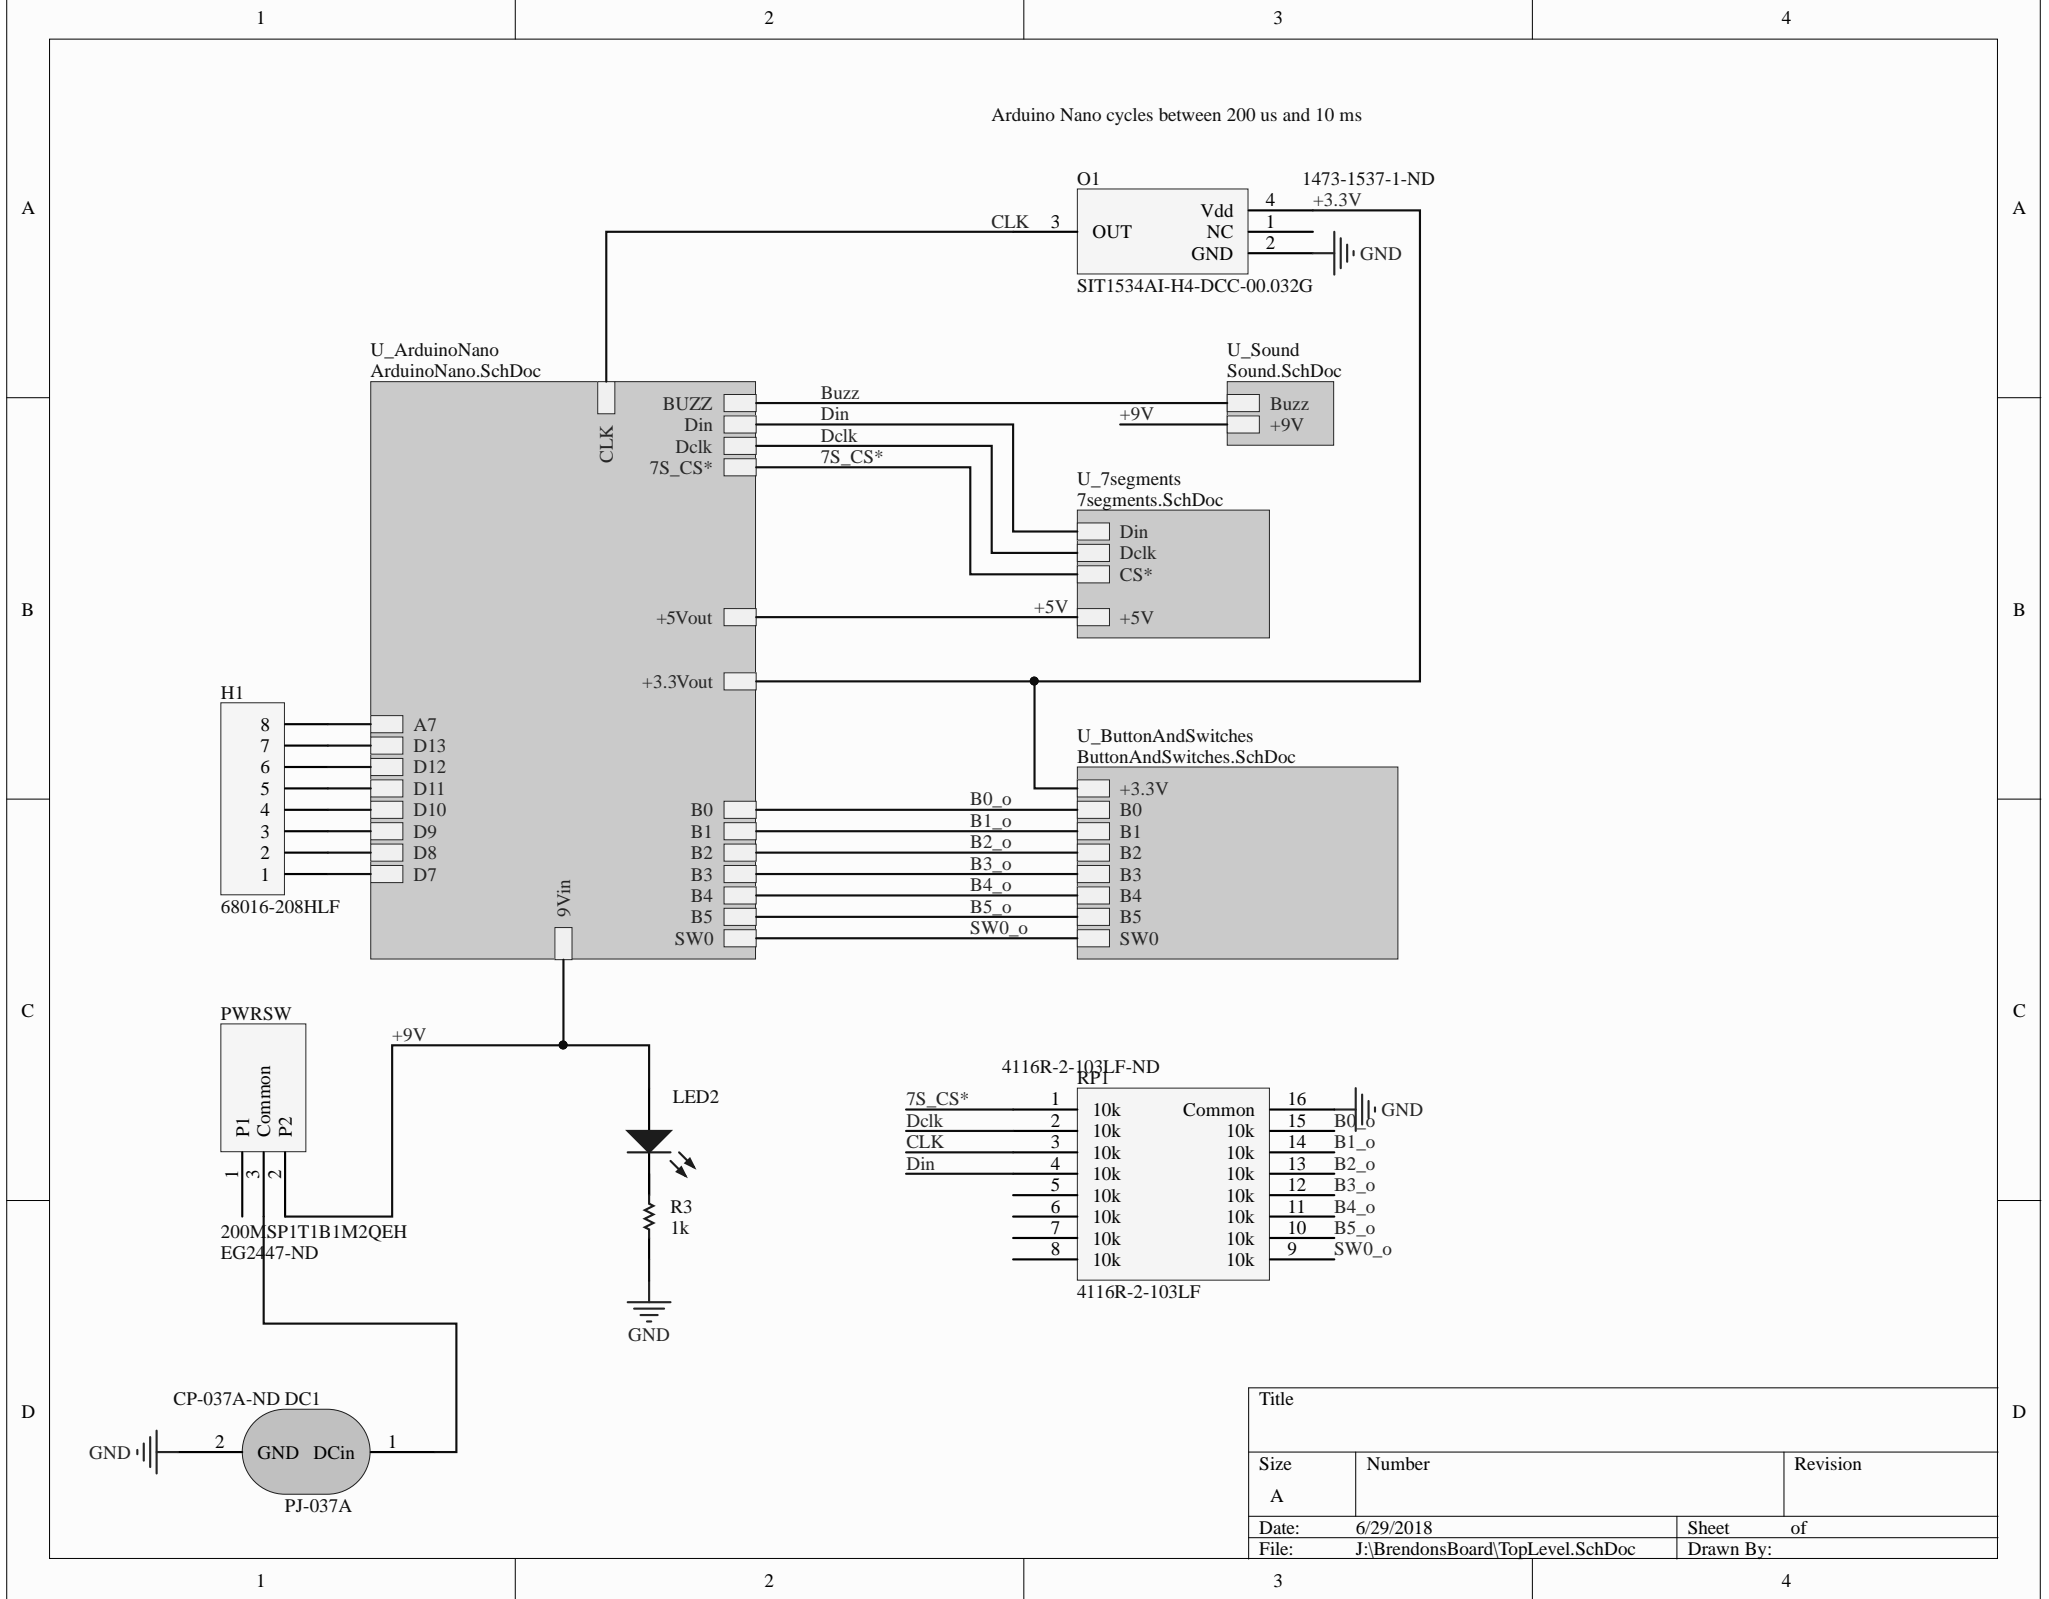 1 2 3 4
A A
B B
C C
D D
Arduino Nano cycles between 200 us and 10 ms
O1
1473-1537-1-ND
CLK 3 OUT
Vdd 4 +3.3V
NC 1
GND 2 GND
SIT1534AI-H4-DCC-00.032G
U_ArduinoNano
ArduinoNano.SchDoc
CLK
BUZZ Buzz
Din Din
Dclk Dclk
7S_CS* 7S_CS*
+5Vout +5V
+3.3Vout
B0 B0_o
B1 B1_o
B2 B2_o
B3 B3_o
B4 B4_o
B5 B5_o
SW0 SW0_o
9Vin
U_Sound
Sound.SchDoc
Buzz
+9V +9V
U_7segments
7segments.SchDoc
Din
Dclk
CS*
+5V
U_ButtonAndSwitches
ButtonAndSwitches.SchDoc
+3.3V
B0
B1
B2
B3
B4
B5
SW0
H1
8 A7
7 D13
6 D12
5 D11
4 D10
3 D9
2 D8
1 D7
68016-208HLF
PWRSW
P1
Common
P2
1
3
2
+9V
200MSP1T1B1M2QEH
EG2447-ND
LED2
R3
1k
GND
4116R-2-103LF-ND
RP1
7S_CS* 1 10k Common 16 GND
Dclk 2 10k 10k 15 B0_o
CLK 3 10k 10k 14 B1_o
Din 4 10k 10k 13 B2_o
5 10k 10k 12 B3_o
6 10k 10k 11 B4_o
7 10k 10k 10 B5_o
8 10k 10k 9 SW0_o
4116R-2-103LF
CP-037A-ND DC1
GND 2 GND DCin 1
PJ-037A
Title
Size Number Revision
A
Date: 6/29/2018 Sheet of
File: J:\BrendonsBoard\TopLevel.SchDoc Drawn By:
1 2 3 4